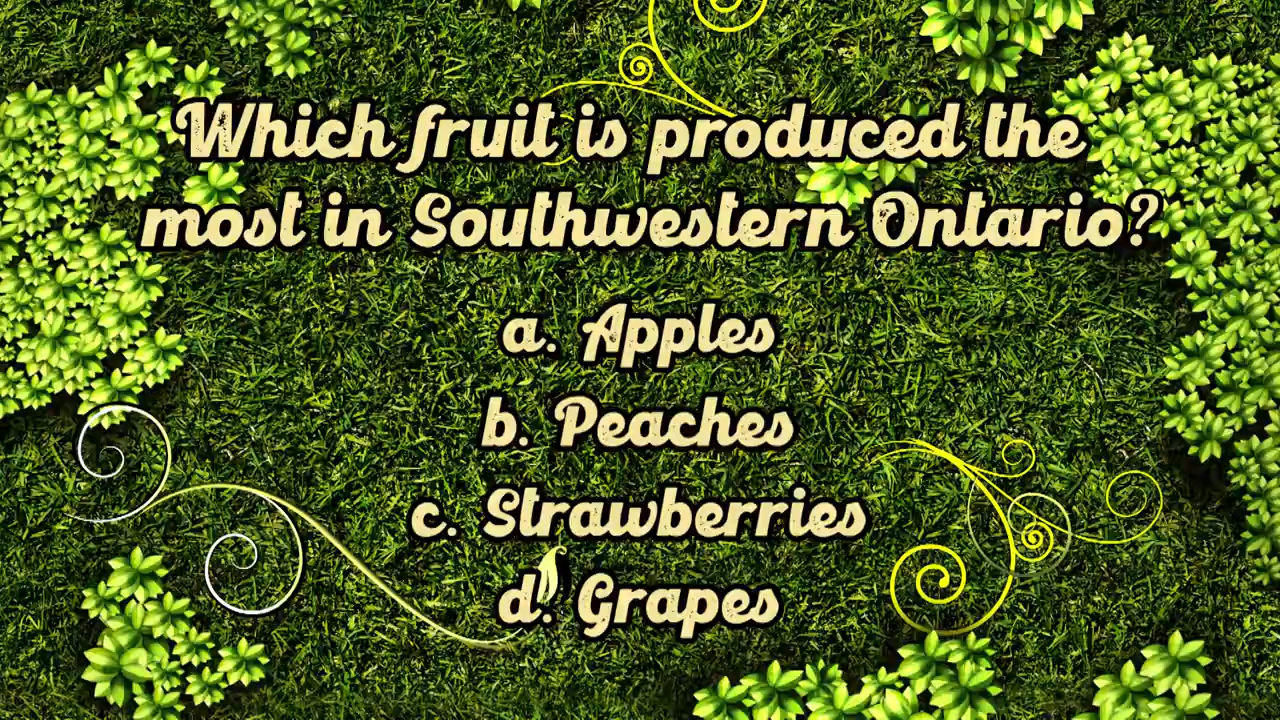 Which fruit is produced the
most in Southwestern Ontario?
a. Apples
b. Peaches
c. Strawberries
d. Grapes